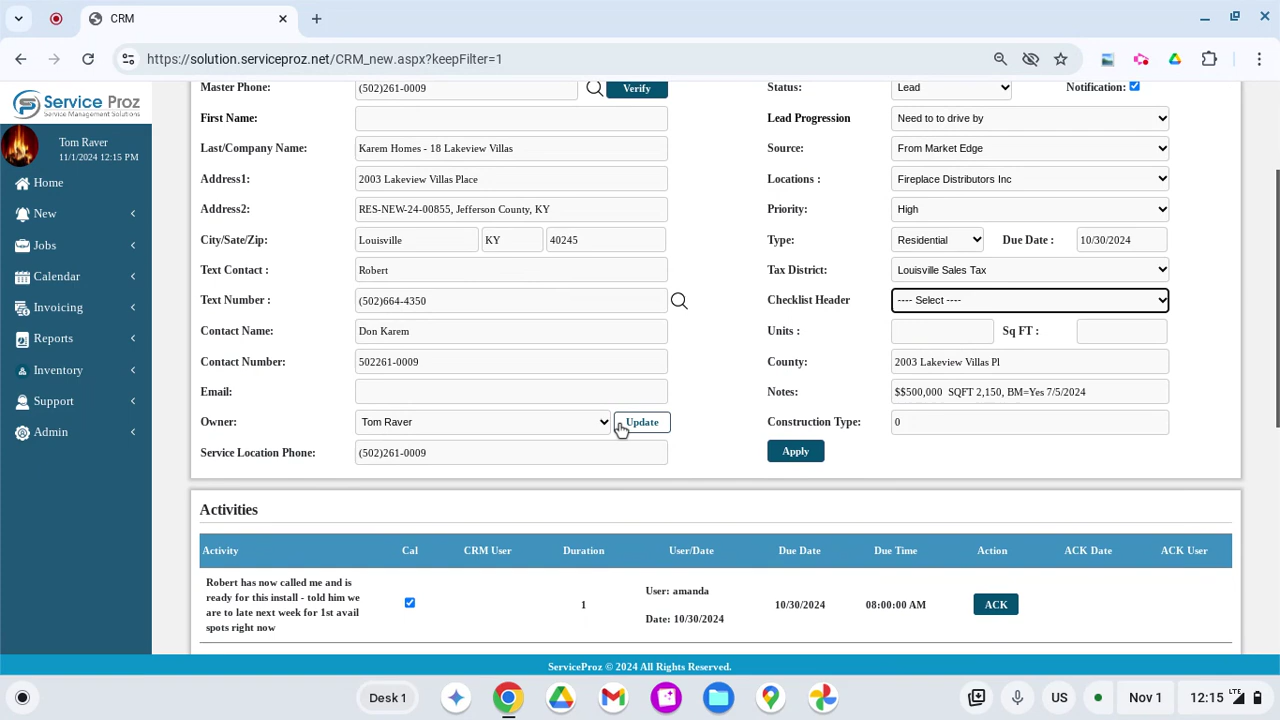 CRM
https://solution.serviceproz.net/CRM_new.aspx?keepFilter=1
Service Proz
Service Management Solutions
Tom Raver
11/1/2024 12:15 PM
Home
New
Jobs
Calendar
Invoicing
Reports
Inventory
Support
Admin
Master Phone: (502)261-0009 Verify Status: Lead Notification:
First Name: Lead Progression Need to to drive by
Last/Company Name: Karem Homes - 18 Lakeview Villas Source: From Market Edge
Address1: 2003 Lakeview Villas Place Locations : Fireplace Distributors Inc
Address2: RES-NEW-24-00855, Jefferson County, KY Priority: High
City/Sate/Zip: Louisville KY 40245 Type: Residential Due Date : 10/30/2024
Text Contact : Robert Tax District: Louisville Sales Tax
Text Number : (502)664-4350 Checklist Header ---- Select ----
Contact Name: Don Karem Units : Sq FT :
Contact Number: 502261-0009 County: 2003 Lakeview Villas Pl
Email: Notes: $$500,000 SQFT 2,150, BM=Yes 7/5/2024
Owner: Tom Raver Update Construction Type: 0
Service Location Phone: (502)261-0009 Apply
Activities
Activity Cal CRM User Duration User/Date Due Date Due Time Action ACK Date ACK User
Robert has now called me and is
ready for this install - told him we
are to late next week for 1st avail
spots right now
1 User: amanda
Date: 10/30/2024
10/30/2024 08:00:00 AM ACK
ServiceProz © 2024 All Rights Reserved.
Desk 1 US Nov 1 12:15 LTE